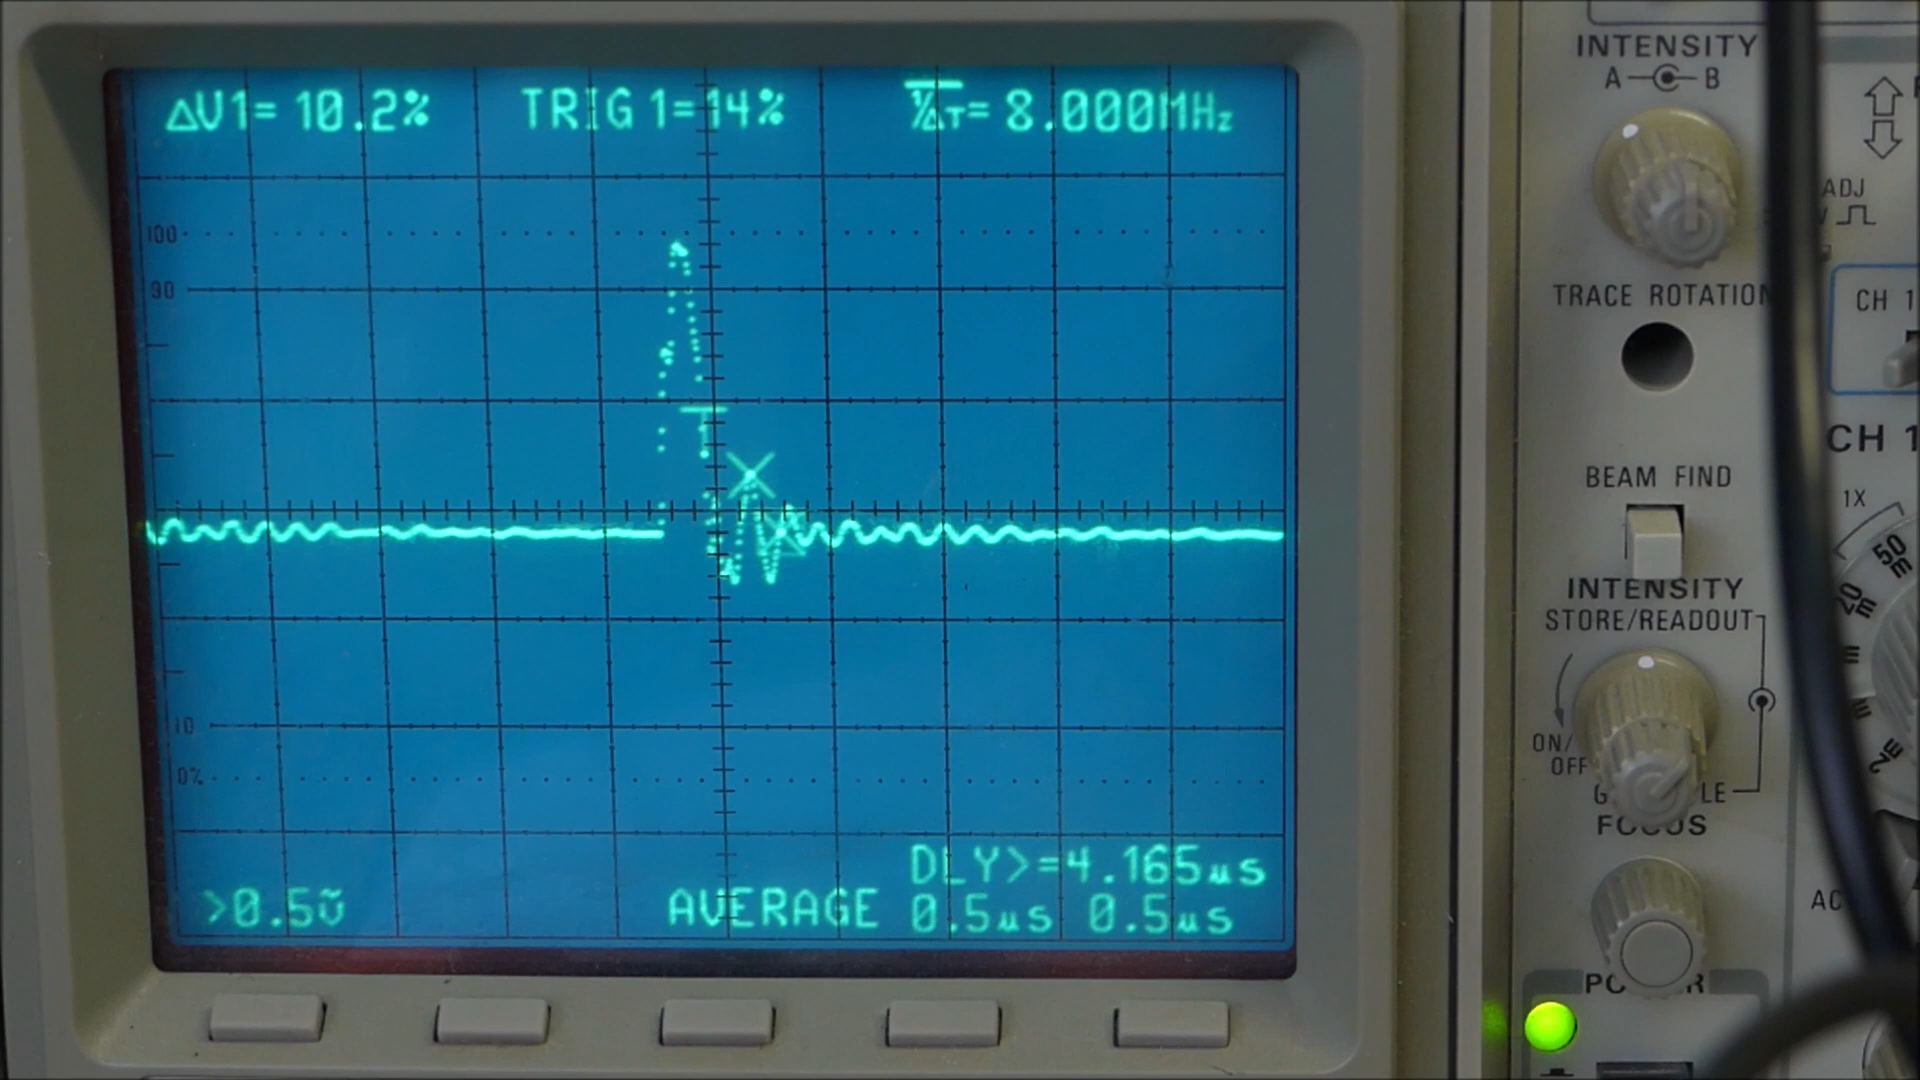 ΔV1= 10.2% TRIG 1=14% 1/ΔT= 8.000MHz
100
90
10
0%
DLY>=4.165µs
>0.5V AVERAGE 0.5µs 0.5µs
INTENSITY
A B
TRACE ROTATION
BEAM FIND
INTENSITY
STORE/READOUT
ON/
OFF
FOCUS
ADJ
CH 1
CH 1
1X
50
m
20
m
AC